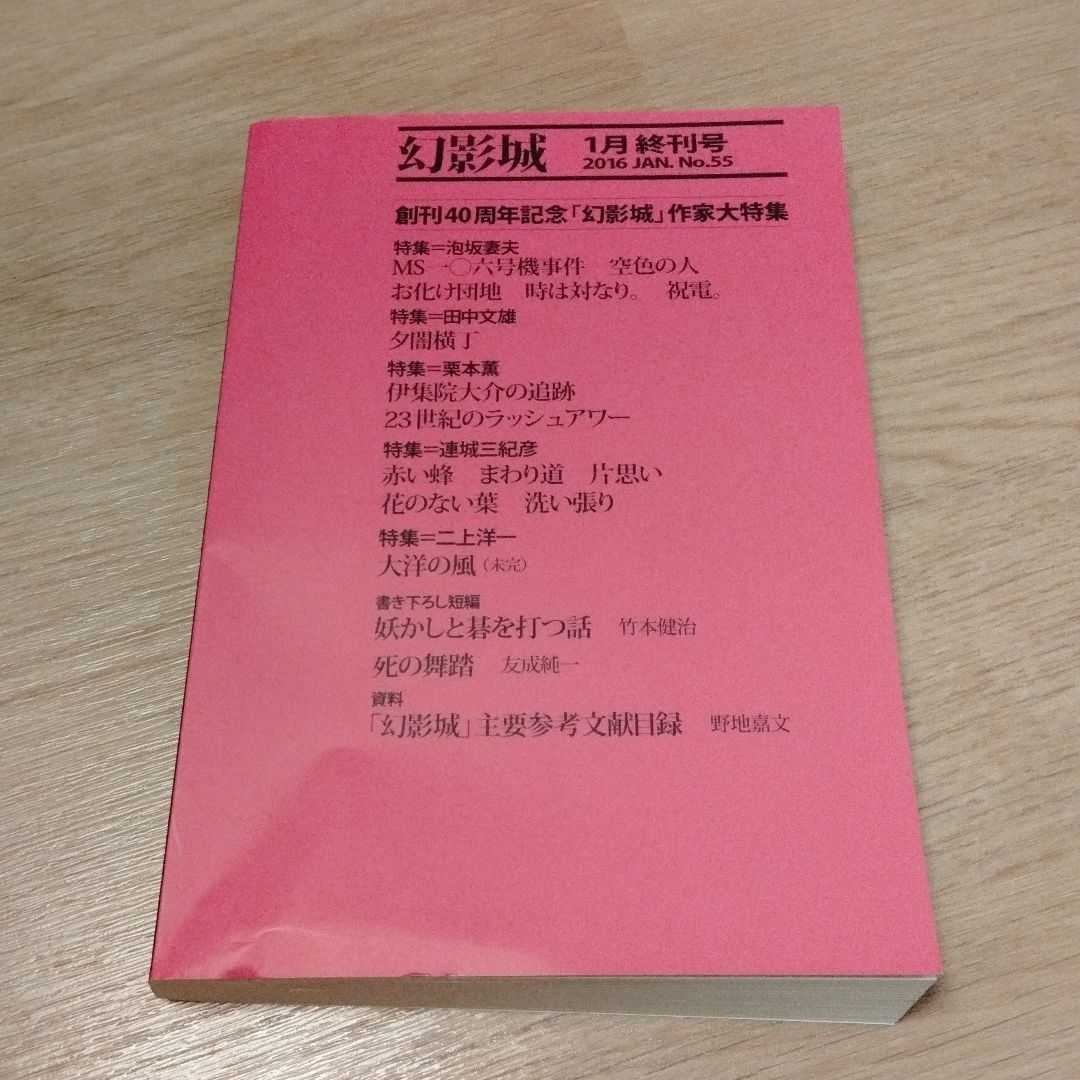 幻影城 1月 終刊号
2016 JAN. No.55
創刊40周年記念「幻影城」作家大特集
特集=泡坂妻夫
MS一〇六号機事件 空色の人
お化け団地 時は対なり。 祝電。
特集=田中文雄
夕闇横丁
特集=栗本薫
伊集院大介の追跡
23世紀のラッシュアワー
特集=連城三紀彦
赤い蜂 まわり道 片思い
花のない葉 洗い張り
特集=二上洋一
大洋の風(未完)
書き下ろし短編
妖かしと碁を打つ話 竹本健治
死の舞踏 友成純一
資料
「幻影城」主要参考文献目録 野地嘉文